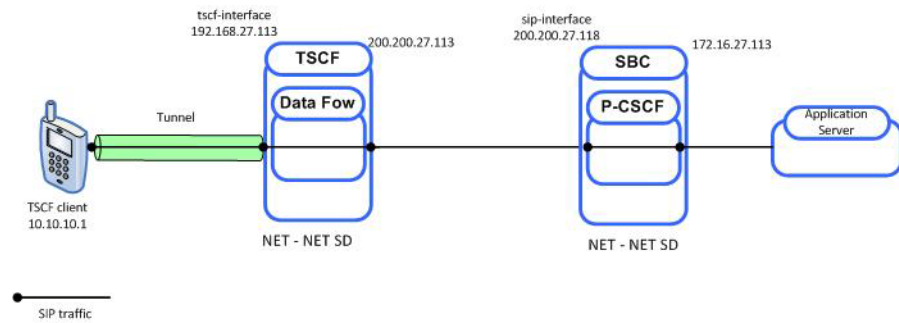 tscf-interface
192.168.27.113
200.200.27.113
sip-interface
200.200.27.118
172.16.27.113
TSCF
SBC
Data Fow
P-CSCF
Application
Server
Tunnel
TSCF client
10.10.10.1
NET - NET SD
NET - NET SD
SIP traffic